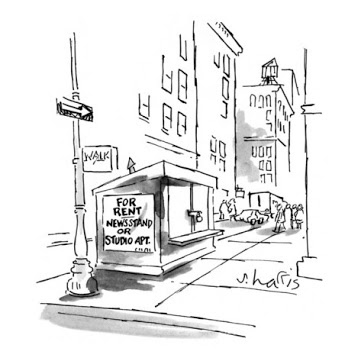 WALK
FOR
RENT
NEWSSTAND
OR
STUDIO APT.
S. harris